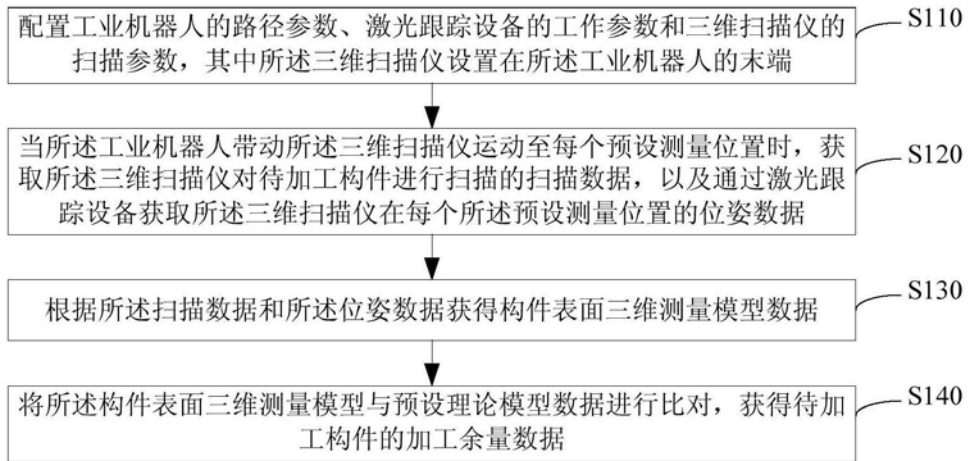 配置工业机器人的路径参数、激光跟踪设备的工作参数和三维扫描仪的
扫描参数,其中所述三维扫描仪设置在所述工业机器人的末端
S110
当所述工业机器人带动所述三维扫描仪运动至每个预设测量位置时,获
取所述三维扫描仪对待加工构件进行扫描的扫描数据,以及通过激光跟
踪设备获取所述三维扫描仪在每个所述预设测量位置的位姿数据
S120
根据所述扫描数据和所述位姿数据获得构件表面三维测量模型数据
S130
将所述构件表面三维测量模型与预设理论模型数据进行比对,获得待加
工构件的加工余量数据
S140